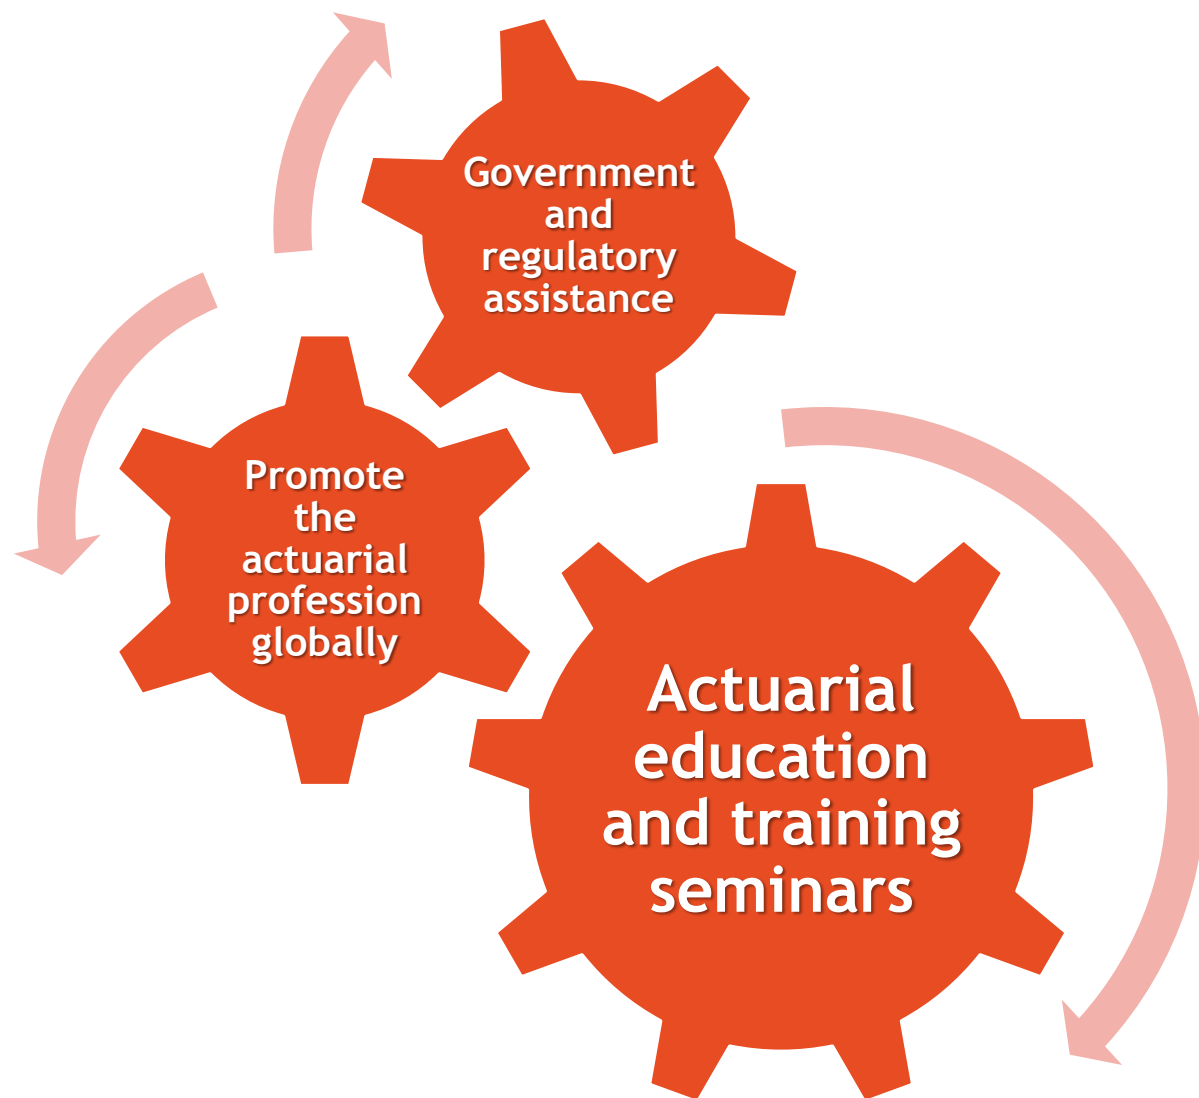 Government
and
regulatory
assistance
Promote
the
actuarial
profession
globally
Actuarial
education
and training
seminars